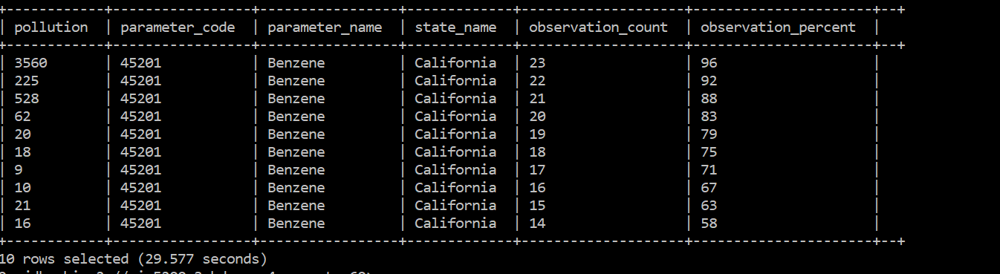 +------------+-----------------+-----------------+-------------+--------------------+----------------------+--+
| pollution | parameter_code | parameter_name | state_name | observation_count | observation_percent |
+------------+-----------------+-----------------+-------------+--------------------+----------------------+--+
| 3560 | 45201 | Benzene | California | 23 | 96 |
| 225 | 45201 | Benzene | California | 22 | 92 |
| 528 | 45201 | Benzene | California | 21 | 88 |
| 62 | 45201 | Benzene | California | 20 | 83 |
| 20 | 45201 | Benzene | California | 19 | 79 |
| 18 | 45201 | Benzene | California | 18 | 75 |
| 9 | 45201 | Benzene | California | 17 | 71 |
| 10 | 45201 | Benzene | California | 16 | 67 |
| 21 | 45201 | Benzene | California | 15 | 63 |
| 16 | 45201 | Benzene | California | 14 | 58 |
+------------+-----------------+-----------------+-------------+--------------------+----------------------+--+
10 rows selected (29.577 seconds)